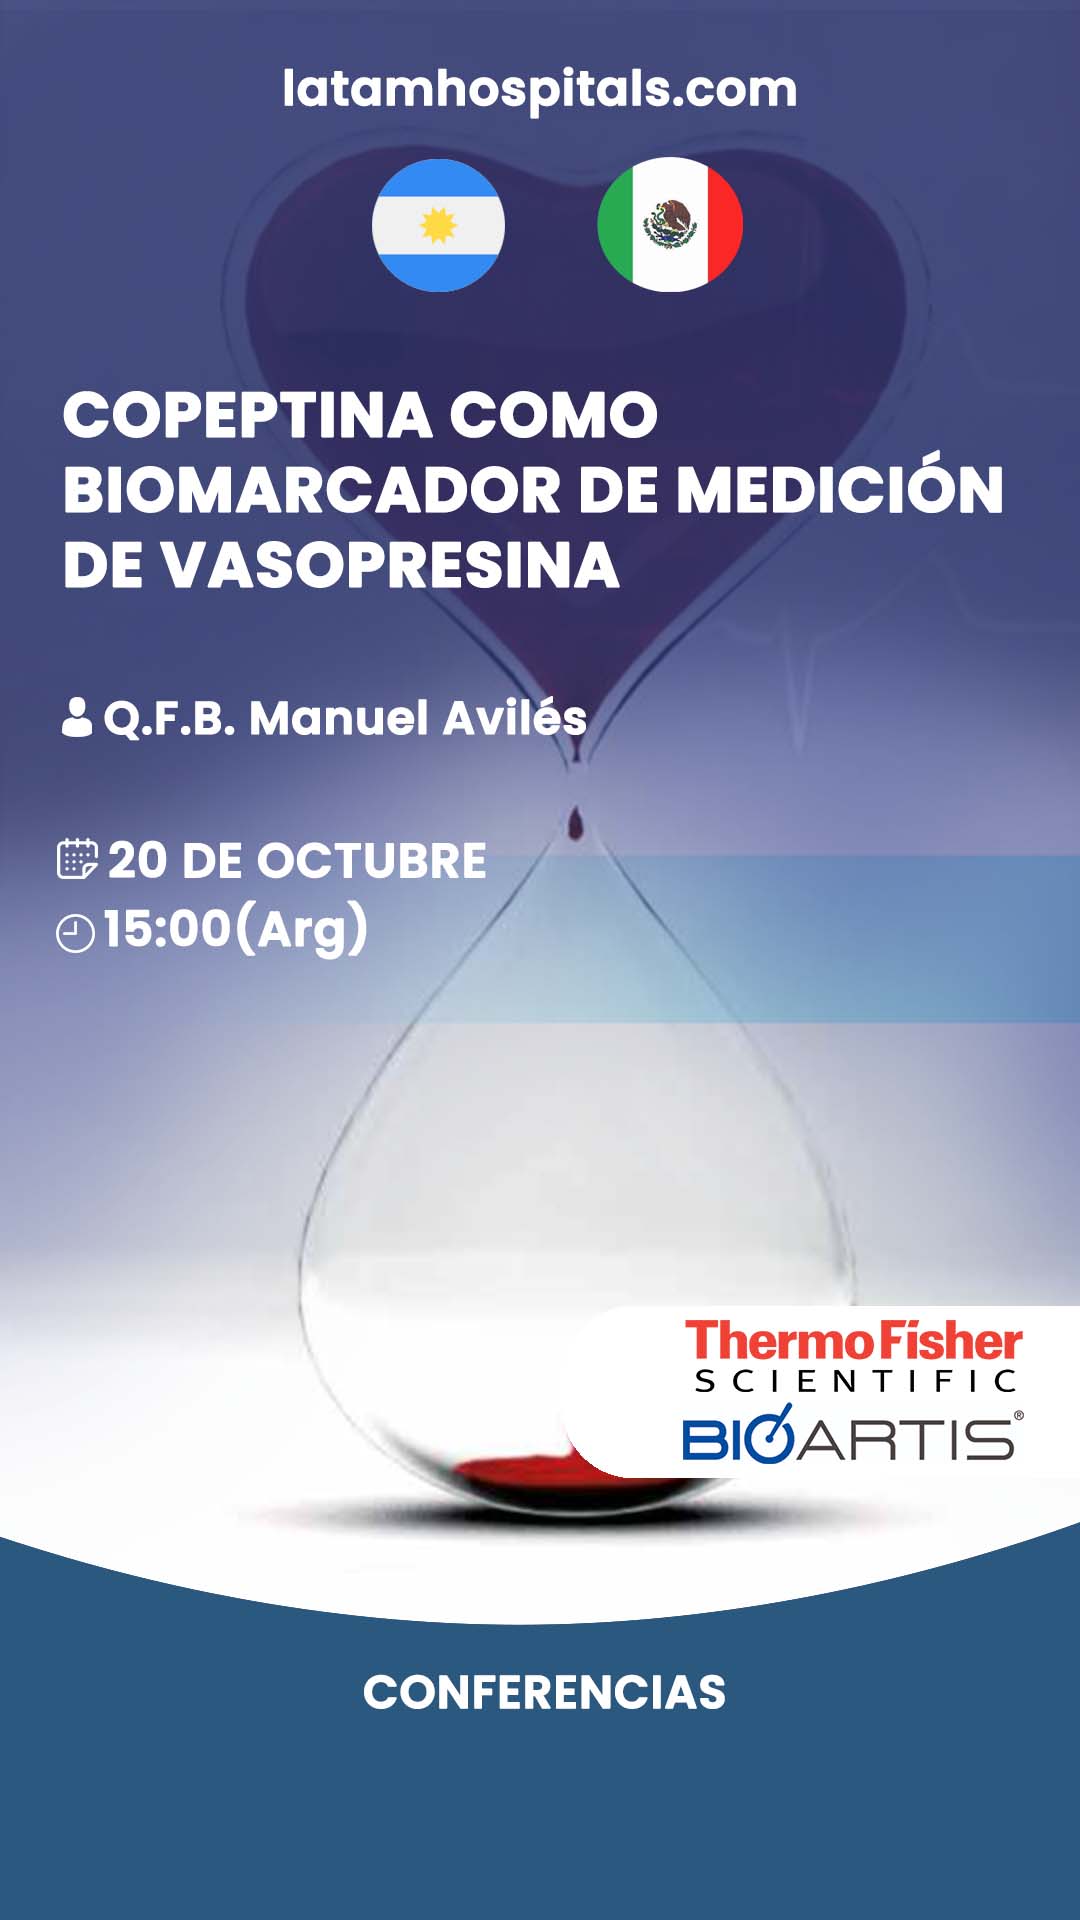 latamhospitals.com
COPEPTINA COMO
BIOMARCADOR DE MEDICIÓN
DE VASOPRESINA
Q.F.B. Manuel Avilés
20 DE OCTUBRE
15:00(Arg)
ThermoFisher
SCIENTIFIC
BIOARTIS®
CONFERENCIAS